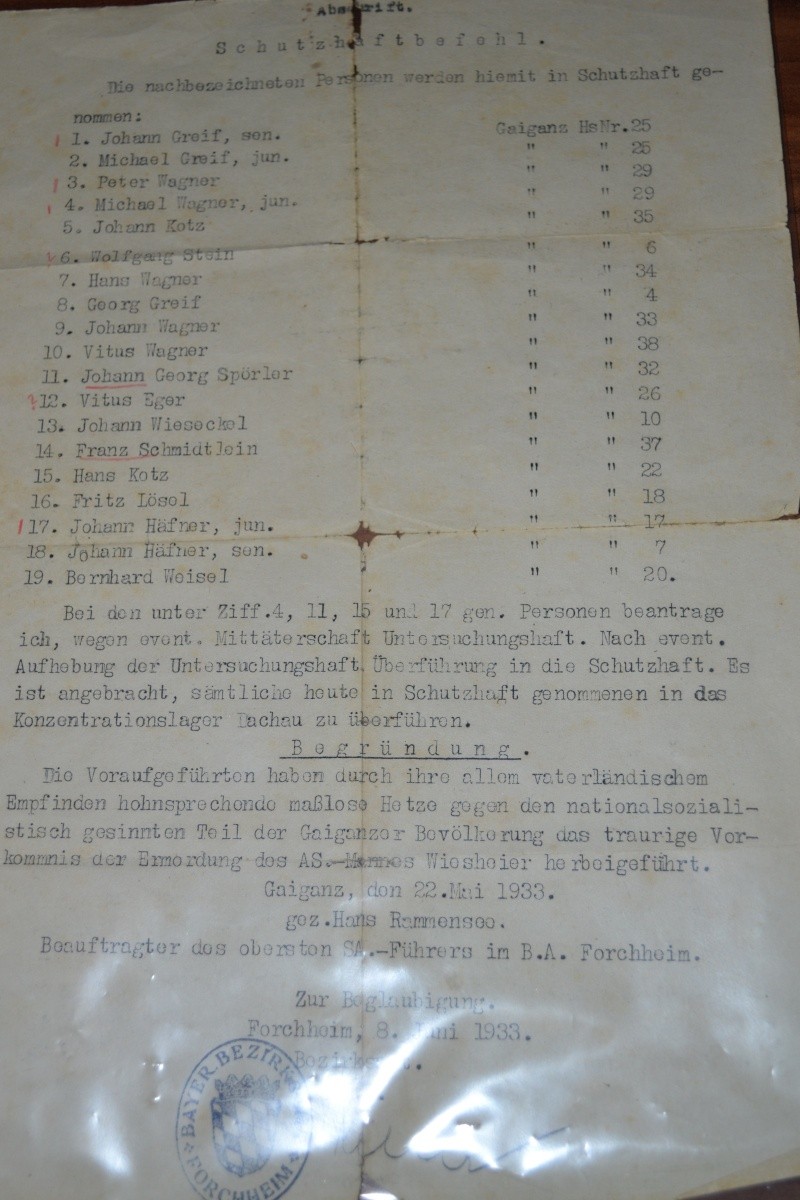 Abschrift.
Schutzhaftbefehl.
Die nachbezeichneten Personen werden hiemit in Schutzhaft ge-
nommen:
1. Johann Greif, sen. Gaiganz HsNr. 25
2. Michael Greif, jun. " " 25
3. Peter Wagner " " 29
4. Michael Wagner, jun. " " 29
5. Johann Kotz " " 35
6. Wolfgang Stein " " 6
7. Hans Wagner " " 34
8. Georg Greif " " 4
9. Johann Wagner " " 33
10. Vitus Wagner " " 38
11. Johann Georg Spörler " " 32
?12. Vitus Eger " " 26
13. Johann Wieseckel " " 10
14. Franz Schmidtlein " " 37
15. Hans Kotz " " 22
16. Fritz Lösel " " 18
17. Johann Häfner, jun. " " 17
18. Johann Häfner, sen. " " 7
19. Bernhard Weisel " " 20.
Bei den unter Ziff.4, 11, 15 und 17 gen. Personen beantrage
ich, wegen event. Mittäterschaft Untersuchungshaft. Nach event.
Aufhebung der Untersuchungshaft Überführung in die Schutzhaft. Es
ist angebracht, sämtliche heute in Schutzhaft genommenen in das
Konzentrationslager Dachau zu überführen.
Begründung.
Die Voraufgeführten haben durch ihre allem vaterländischem
Empfinden hohnsprechende maßlose Hetze gegen den nationalsoziali-
stisch gesinnten Teil der Gaiganzer Bevölkerung das traurige Vor-
kommnis der Ermordung des AS.-Mannes Wiesheier herbeigeführt.
Gaiganz, den 22.Mai 1933.
gez.Hans Rammensee.
Beauftragter des obersten SA.-Führers im B.A. Forchheim.
Zur Beglaubigung.
Forchheim, 8. Juni 1933.
BAYER. BEZIRKS
FORCHHEIM